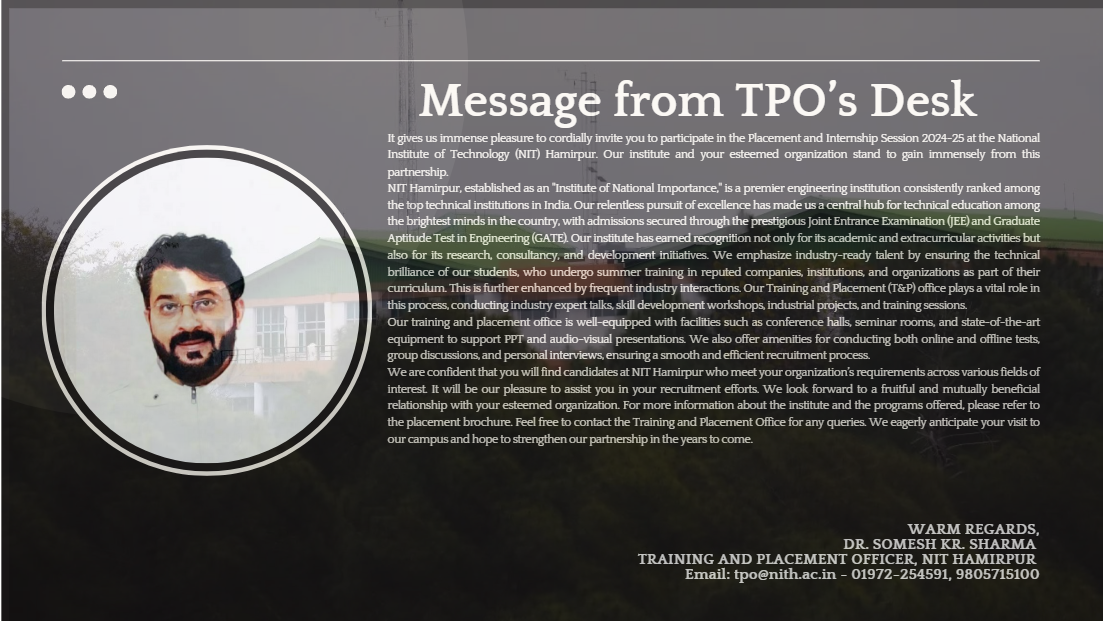 Message from TPO's Desk
It gives us immense pleasure to cordially invite you to participate in the Placement and Internship Session 2024-25 at the National
Institute of Technology (NIT) Hamirpur. Our institute and your esteemed organization stand to gain immensely from this
partnership.
NIT Hamirpur, established as an "Institute of National Importance," is a premier engineering institution consistently ranked among
the top technical institutions in India. Our relentless pursuit of excellence has made us a central hub for technical education among
the brightest minds in the country, with admissions secured through the prestigious Joint Entrance Examination (JEE) and Graduate
Aptitude Test in Engineering (GATE). Our institute has earned recognition not only for its academic and extracurricular activities but
also for its research, consultancy, and development initiatives. We emphasize industry-ready talent by ensuring the technical
brilliance of our students, who undergo summer training in reputed companies, institutions, and organizations as part of their
curriculum. This is further enhanced by frequent industry interactions. Our Training and Placement (T&P) office plays a vital role in
this process, conducting industry expert talks, skill development workshops, industrial projects, and training sessions.
Our training and placement office is well-equipped with facilities such as conference halls, seminar rooms, and state-of-the-art
equipment to support PPT and audio-visual presentations. We also offer amenities for conducting both online and offline tests,
group discussions, and personal interviews, ensuring a smooth and efficient recruitment process.
We are confident that you will find candidates at NIT Hamirpur who meet your organization's requirements across various fields of
interest. It will be our pleasure to assist you in your recruitment efforts. We look forward to a fruitful and mutually beneficial
relationship with your esteemed organization. For more information about the institute and the programs offered, please refer to
the placement brochure. Feel free to contact the Training and Placement Office for any queries. We eagerly anticipate your visit to
our campus and hope to strengthen our partnership in the years to come.
WARM REGARDS,
DR. SOMESH KR. SHARMA
TRAINING AND PLACEMENT OFFICER, NIT HAMIRPUR
Email: tpo@nith.ac.in - 01972-254591, 9805715100